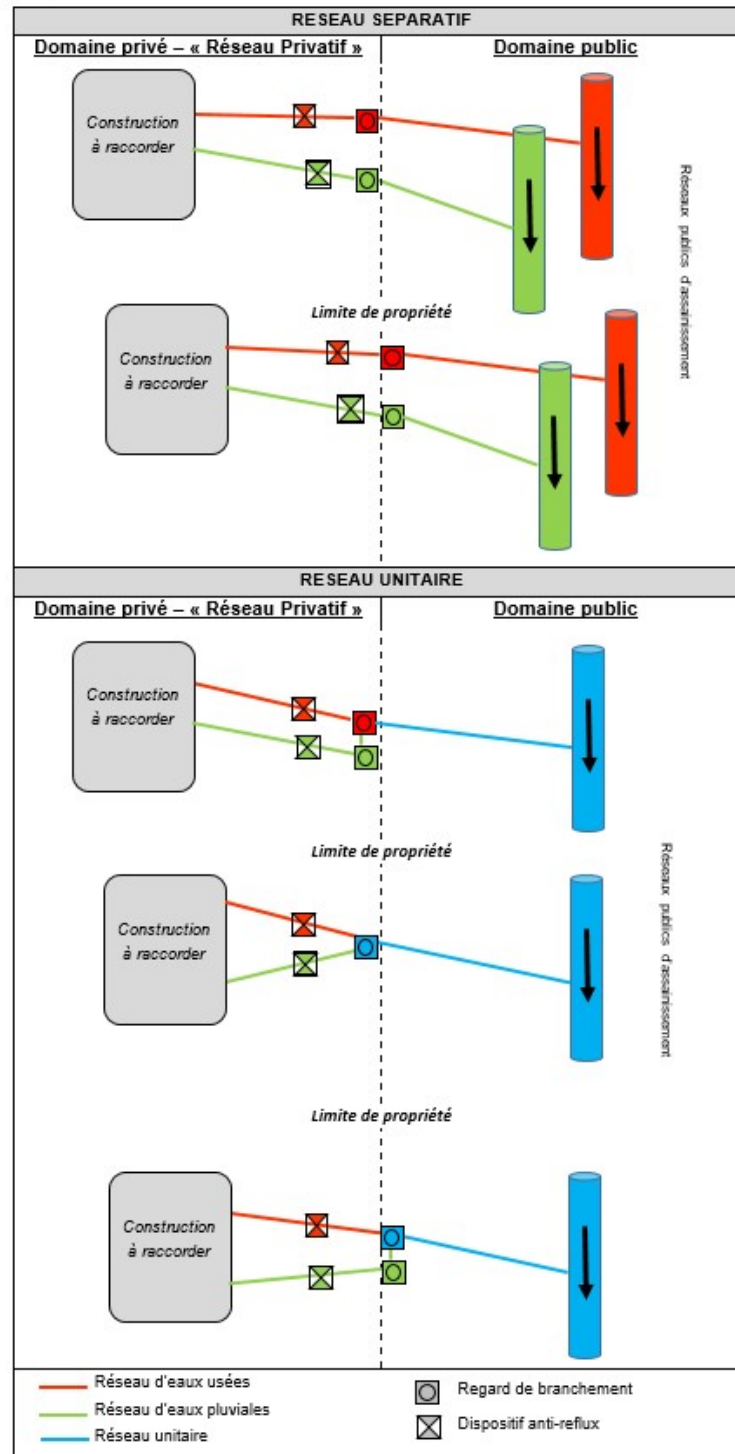 RESEAU SEPARATIF
Domaine privé – « Réseau Privatif »
Domaine public
Construction
à raccorder
Réseaux publics d'assainissement
Limite de propriété
Construction
à raccorder
RESEAU UNITAIRE
Domaine privé – « Réseau Privatif »
Domaine public
Construction
à raccorder
Limite de propriété
Réseaux publics d'assainissement
Construction
à raccorder
Limite de propriété
Construction
à raccorder
Réseau d'eaux usées
Réseau d'eaux pluviales
Réseau unitaire
Regard de branchement
Dispositif anti-reflux